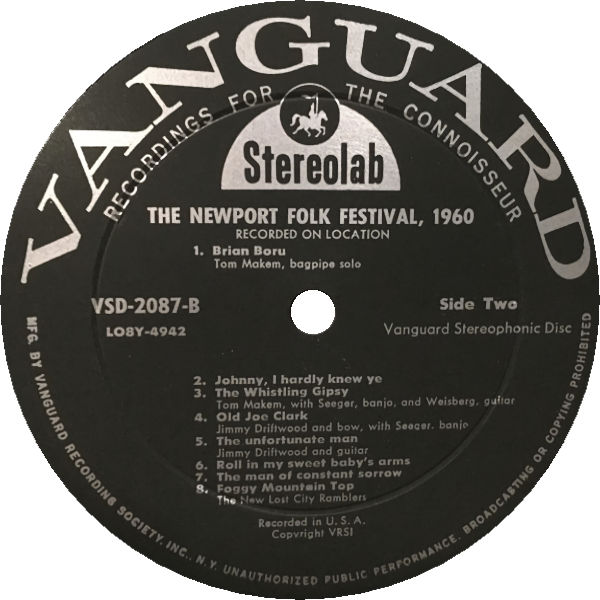 VANGUARD
RECORDINGS FOR THE CONNOISSEUR
Stereolab
THE NEWPORT FOLK FESTIVAL, 1960
RECORDED ON LOCATION
1. Brian Boru
Tom Makem, bagpipe solo
VSD-2087-B
Side Two
LO8Y-4942
Vanguard Stereophonic Disc
2. Johnny, I hardly knew ye
3. The Whistling Gipsy
Tom Makem, with Seeger, banjo, and Weisberg, guitar
4. Old Joe Clark
Jimmy Driftwood and bow, with Seeger, banjo
5. The unfortunate man
Jimmy Driftwood and guitar
6. Roll in my sweet baby's arms
7. The man of constant sorrow
8. Foggy Mountain Top
The New Lost City Ramblers
Recorded in U. S. A.
Copyright VRSI
MFG. BY VANGUARD RECORDING SOCIETY, INC., N. Y. UNAUTHORIZED PUBLIC PERFORMANCE, BROADCASTING OR COPYING PROHIBITED